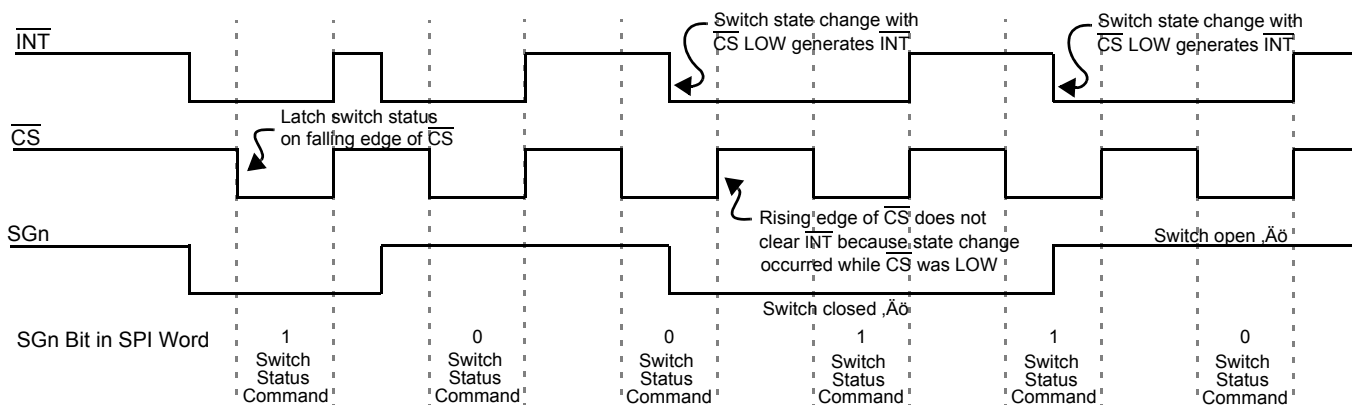 Switch state change with
CS LOW generates INT
Switch state change with
CS LOW generates INT
INT
Latch switch status
on falling edge of CS
CS
Rising edge of CS does not
clear INT because state change
occurred while CS was LOW
SGn
Switch open ‚Äö
Switch closed ‚Äö
SGn Bit in SPI Word
1
Switch
Status
Command
0
Switch
Status
Command
0
Switch
Status
Command
1
Switch
Status
Command
1
Switch
Status
Command
0
Switch
Status
Command